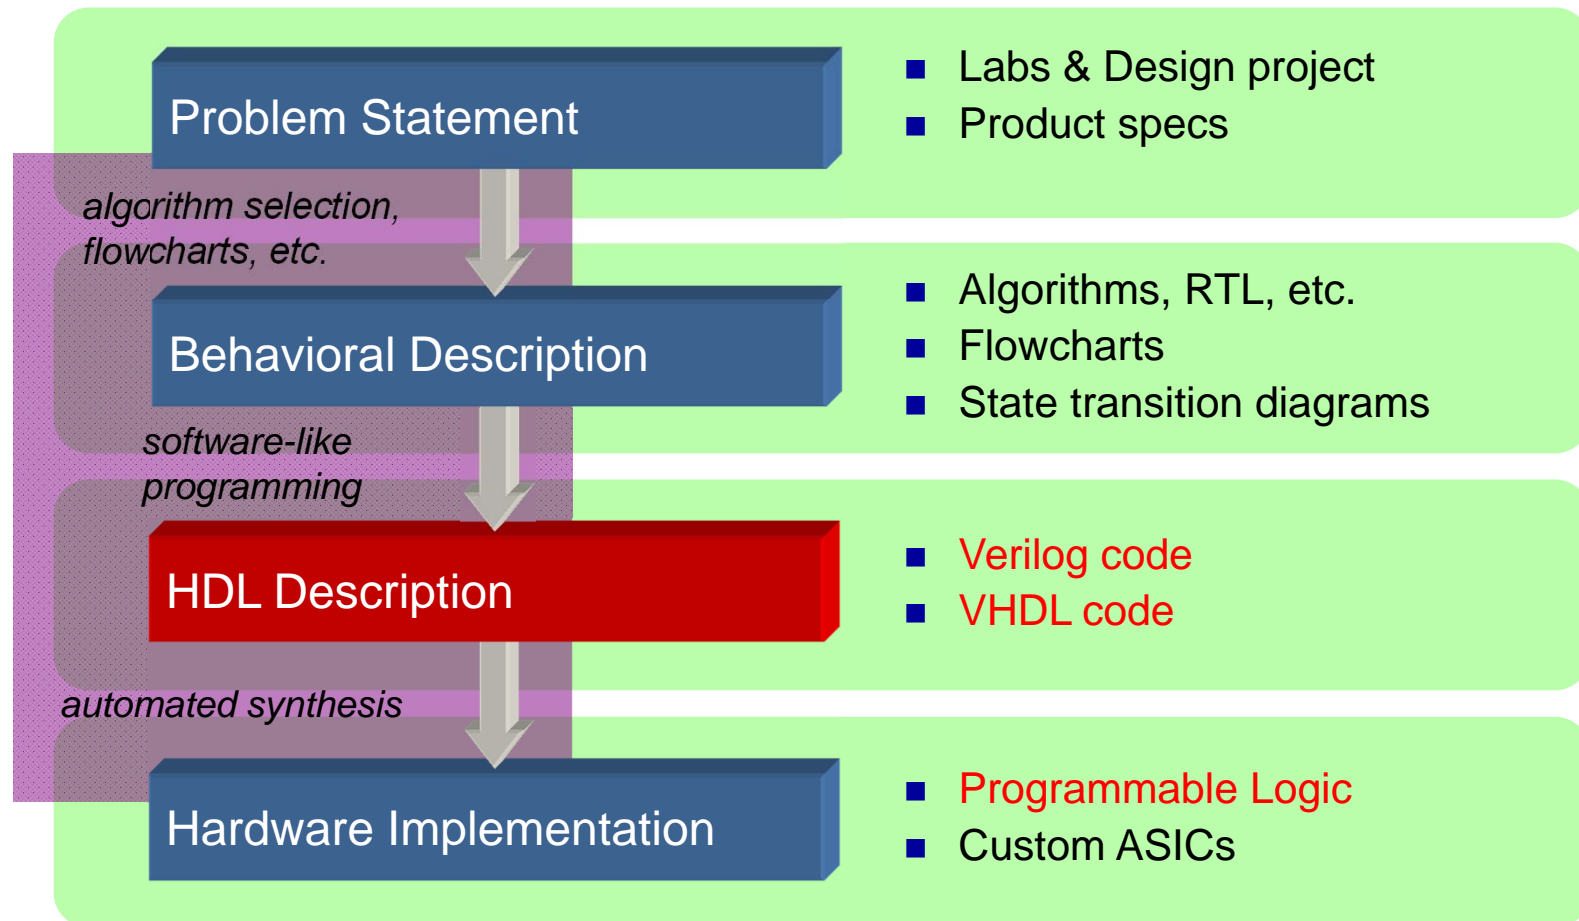 Problem Statement
Labs & Design project
Product specs
algorithm selection,
flowcharts, etc.
Behavioral Description
Algorithms, RTL, etc.
Flowcharts
State transition diagrams
software-like
programming
HDL Description
Verilog code
VHDL code
automated synthesis
Hardware Implementation
Programmable Logic
Custom ASICs